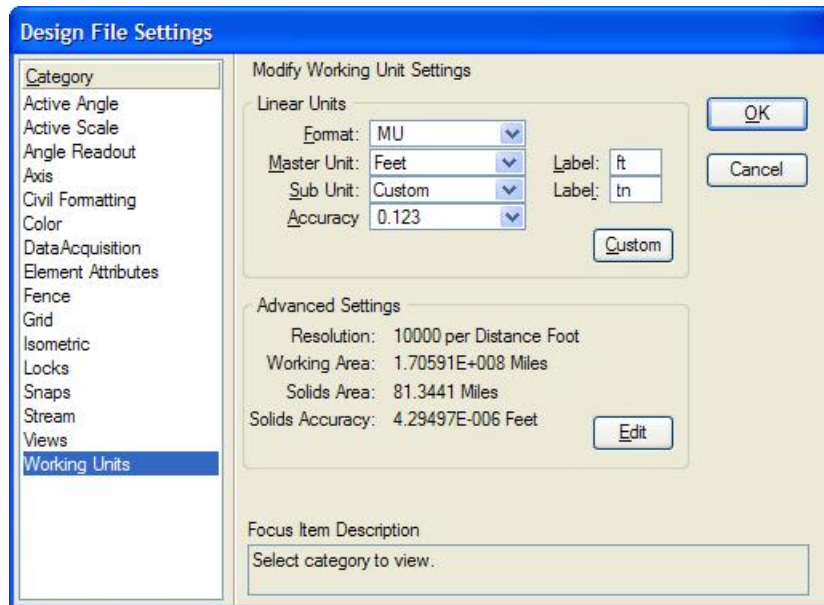 Design File Settings
Category
Active Angle
Active Scale
Angle Readout
Axis
Civil Formatting
Color
DataAcquisition
Element Attributes
Fence
Grid
Isometric
Locks
Snaps
Stream
Views
Working Units
Modify Working Unit Settings
Linear Units
Format: MU
Master Unit: Feet Label: ft
Sub Unit: Custom Label: tn
Accuracy 0.123
Custom
OK
Cancel
Advanced Settings
Resolution: 10000 per Distance Foot
Working Area: 1.70591E+008 Miles
Solids Area: 81.3441 Miles
Solids Accuracy: 4.29497E-006 Feet
Edit
Focus Item Description
Select category to view.